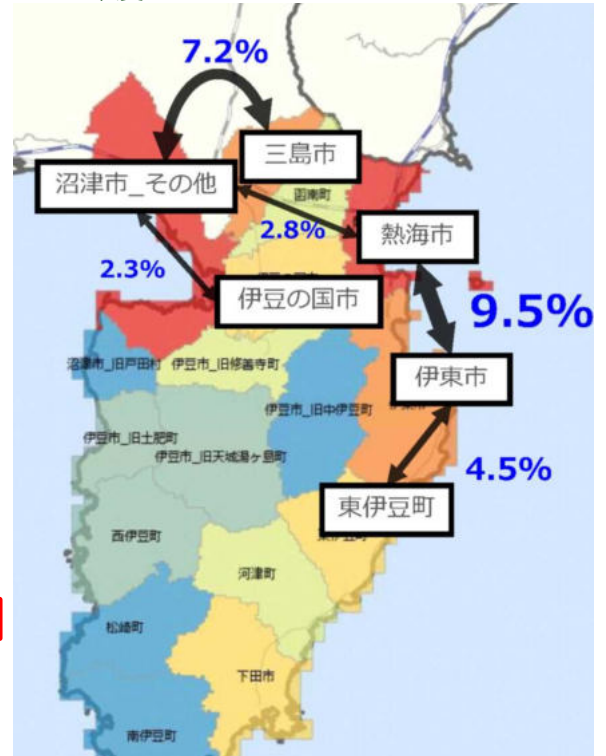 7.2%
三島市
沼津市_その他
函南町
2.8%
熱海市
2.3%
伊豆の国市
9.5%
沼津市_旧戸田村
伊豆市_旧修善寺町
伊東市
伊豆市_旧中伊豆町
伊豆市_旧土肥町
伊豆市_旧天城湯ヶ島町
4.5%
東伊豆町
西伊豆町
河津町
松崎町
下田市
南伊豆町